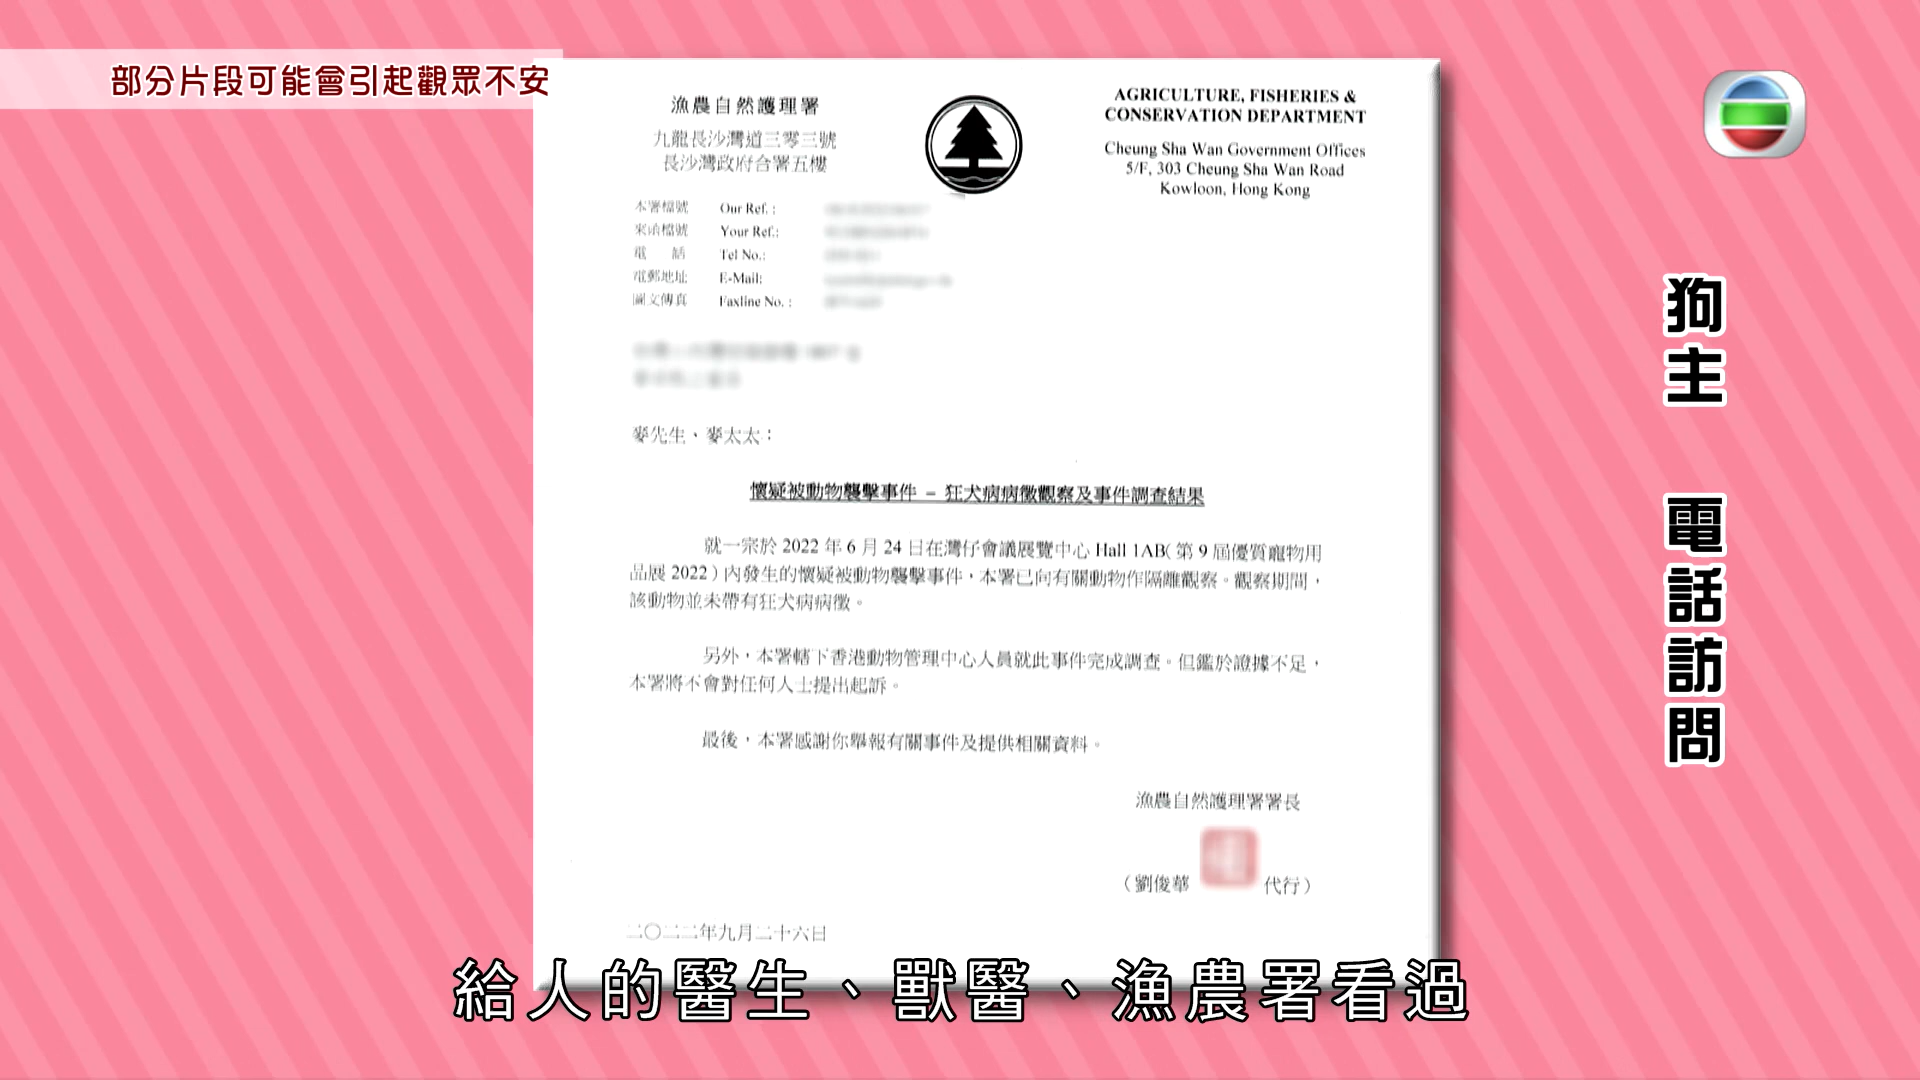 部分片段可能會引起觀眾不安
漁農自然護理署
九龍長沙灣道三零三號
長沙灣政府合署五樓
AGRICULTURE, FISHERIES &
CONSERVATION DEPARTMENT
Cheung Sha Wan Government Offices
5/F, 303 Cheung Sha Wan Road
Kowloon, Hong Kong
本署檔號 Our Ref. :
來函檔號 Your Ref.:
電 話 Tel No.:
電郵地址 E-Mail:
圖文傳真 Faxline No. :
麥先生、麥太太：
懷疑被動物襲擊事件 – 狂犬病病徵觀察及事件調查結果
就一宗於 2022 年 6 月 24 日在灣仔會議展覽中心 Hall 1AB（第 9 屆優質寵物用
品展 2022）內發生的懷疑被動物襲擊事件，本署已向有關動物作隔離觀察。觀察期間，
該動物並未帶有狂犬病病徵。
另外，本署轄下香港動物管理中心人員就此事件完成調查。但鑑於證據不足，
本署將不會對任何人士提出起訴。
最後，本署感謝你舉報有關事件及提供相關資料。
漁農自然護理署署長
（劉俊華 代行）
二〇二二年九月二十六日
狗主 電話訪問
給人的醫生、獸醫、漁農署看過